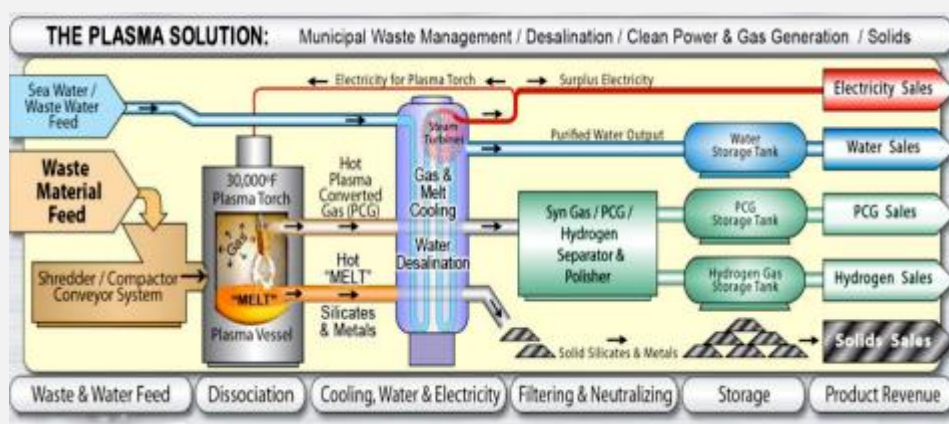 THE PLASMA SOLUTION: Municipal Waste Management / Desalination / Clean Power & Gas Generation / Solids
Sea Water /
Waste Water
Feed
Electricity for Plasma Torch
Surplus Electricity
Electricity Sales
Steam
Turbines
Purified Water Output
Water
Storage Tank
Water Sales
Waste
Material
Feed
30,000°F
Plasma Torch
Hot
Plasma
Converted
Gas (PCG)
Gas &
Melt
Cooling
Syn Gas / PCG /
Hydrogen
Separator &
Polisher
PCG
Storage Tank
PCG Sales
Gas
Shredder / Compactor
Conveyor System
Hot
"MELT"
Water
Desalination
Hydrogen Gas
Storage Tank
Hydrogen Sales
"MELT"
Plasma Vessel
Silicates
& Metals
Solid Silicates & Metals
Solids Sales
Waste & Water Feed
Dissociation
Cooling, Water & Electricity
Filtering & Neutralizing
Storage
Product Revenue